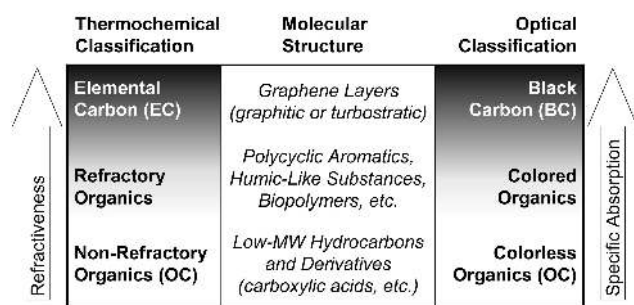 Thermochemical Classification
Molecular Structure
Optical Classification
Elemental Carbon (EC)
Graphene Layers
(graphitic or turbostratic)
Black Carbon (BC)
Refractory Organics
Polycyclic Aromatics,
Humic-Like Substances,
Biopolymers, etc.
Colored Organics
Non-Refractory Organics (OC)
Low-MW Hydrocarbons
and Derivatives
(carboxylic acids, etc.)
Colorless Organics (OC)
Refractiveness
Specific Absorption